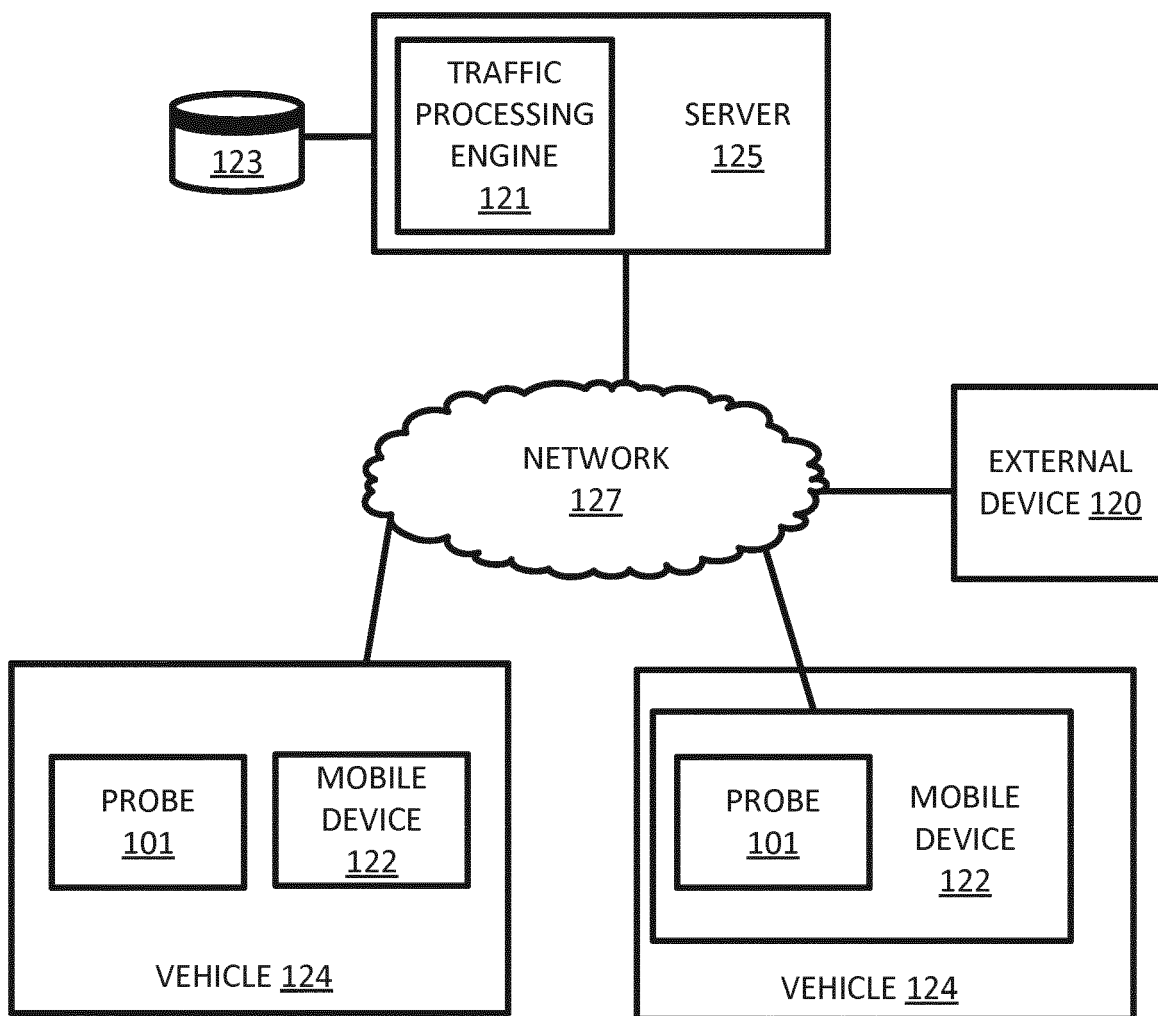 TRAFFIC
PROCESSING
ENGINE
121
SERVER
125
123
NETWORK
127
EXTERNAL
DEVICE 120
PROBE
101
MOBILE
DEVICE
122
VEHICLE 124
PROBE
101
MOBILE
DEVICE
122
VEHICLE 124